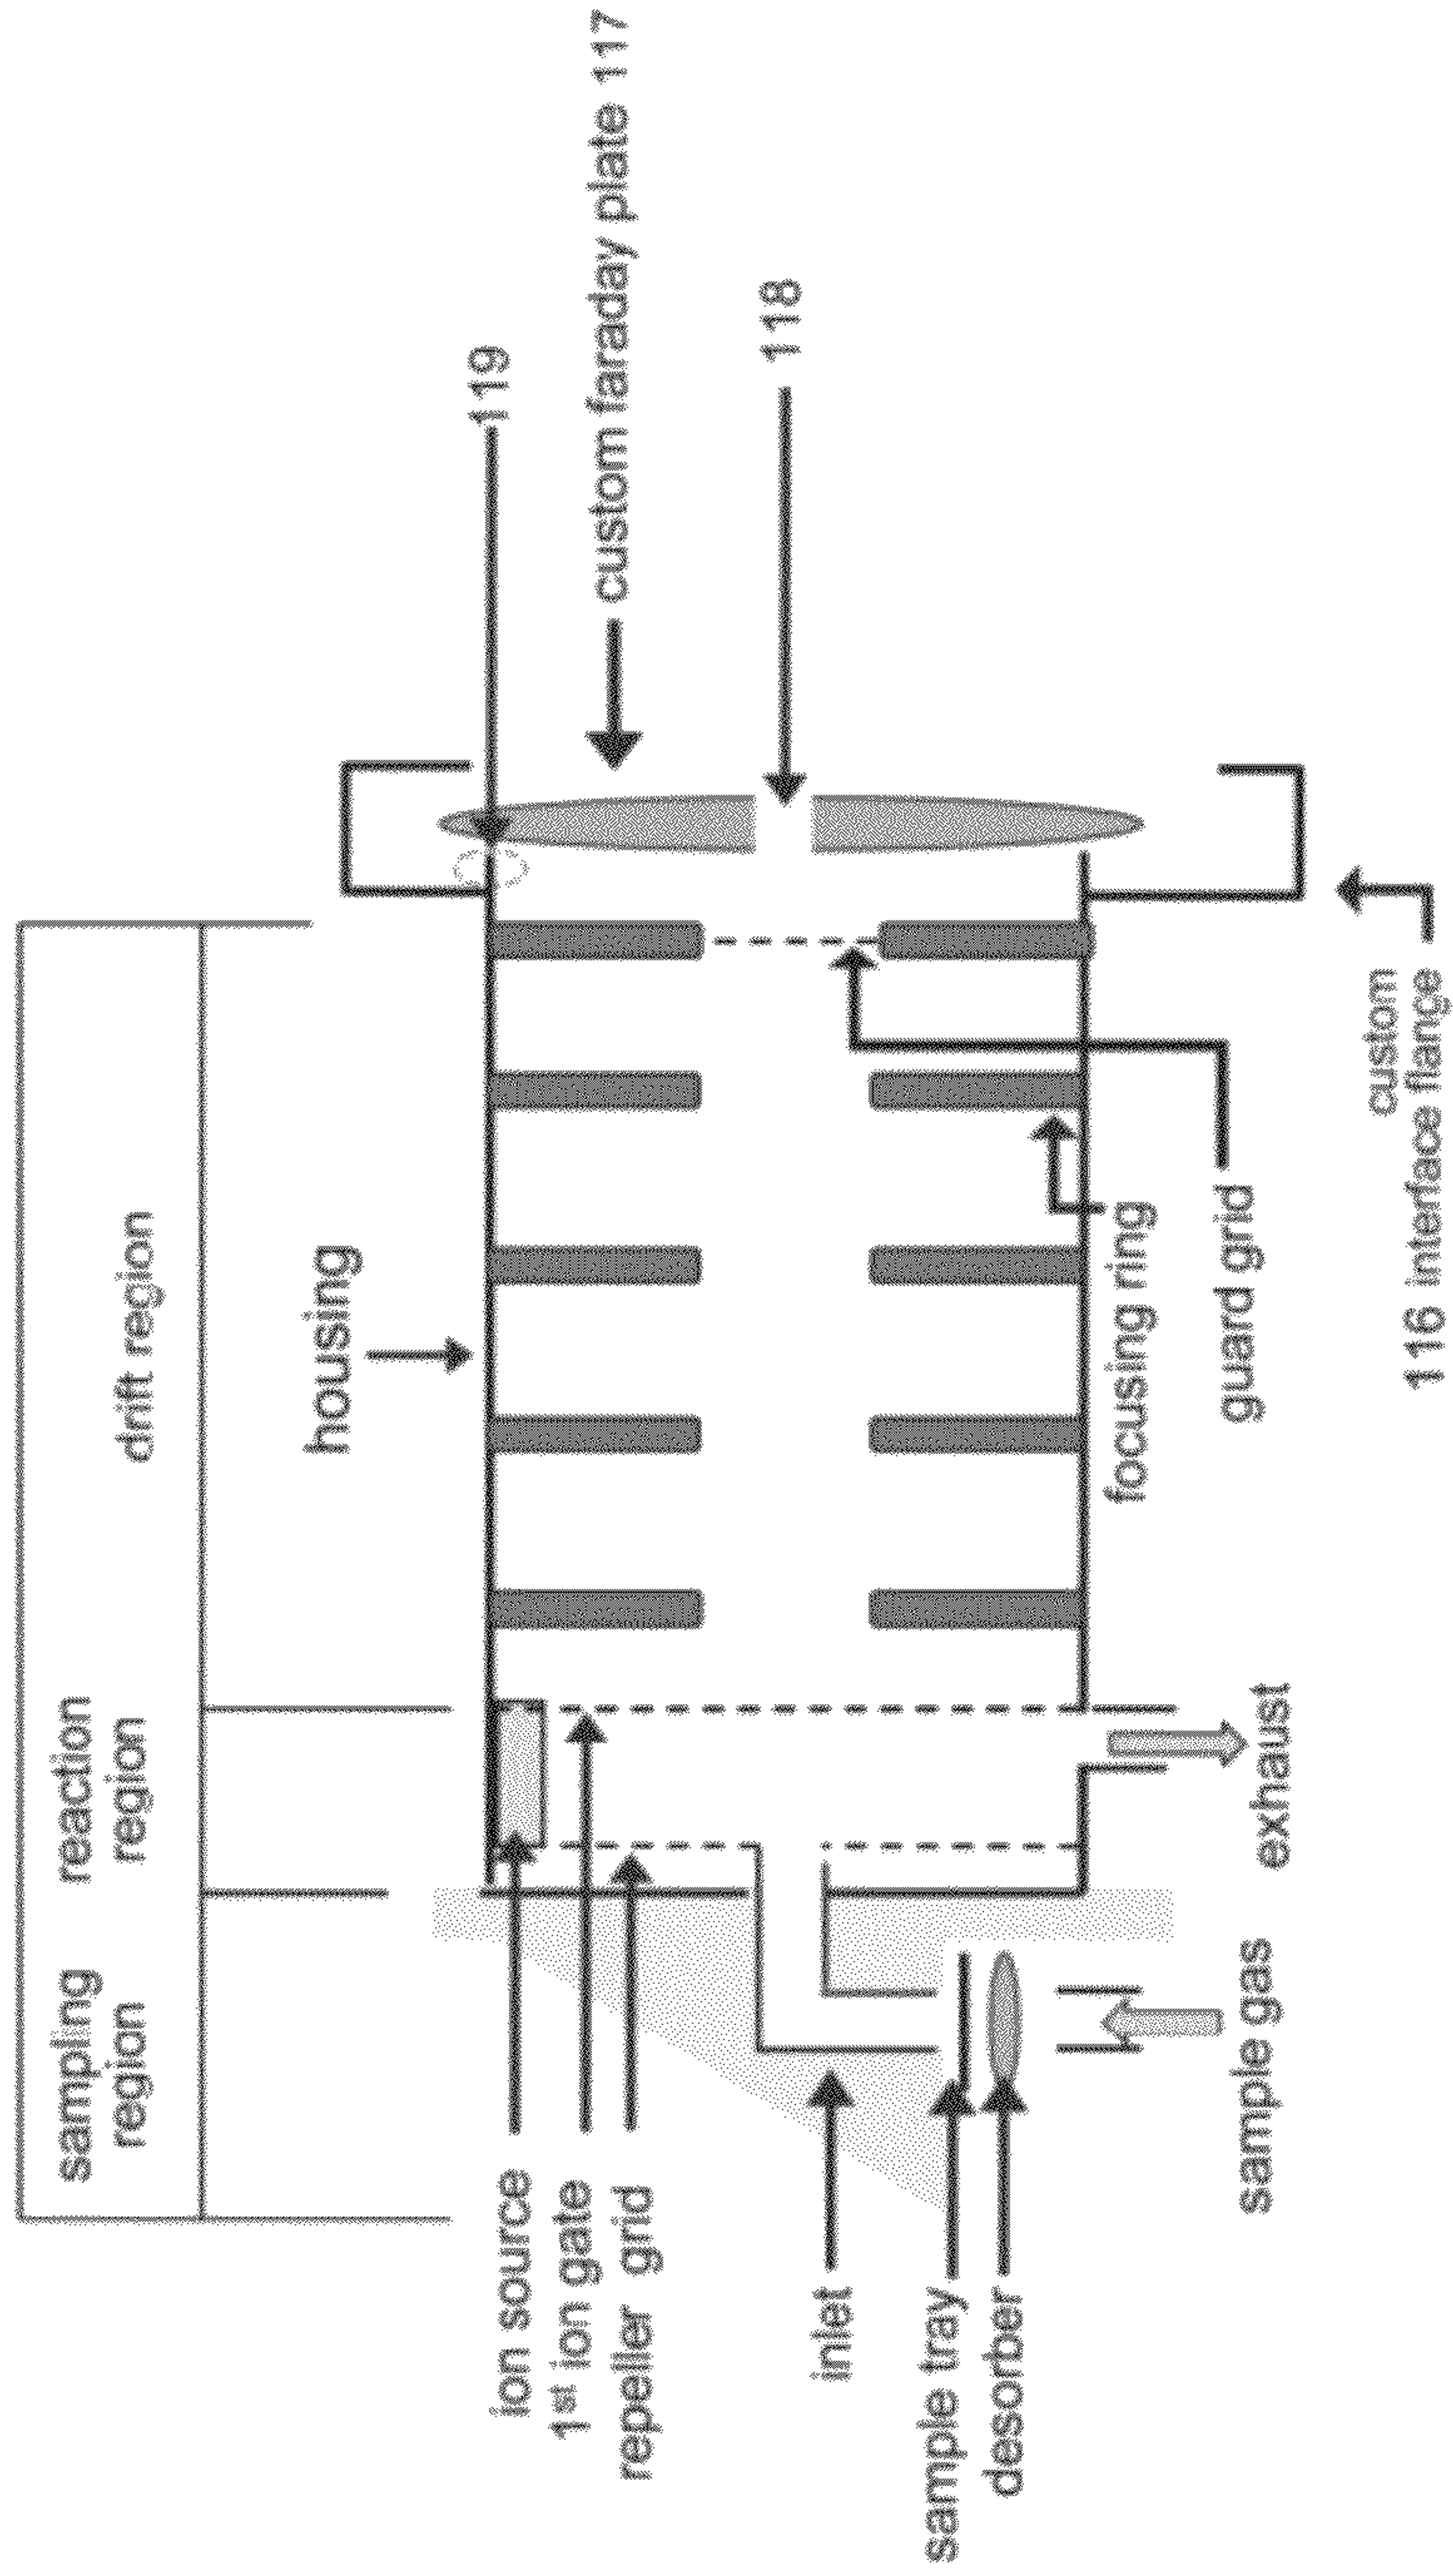 sampling
region
reaction
region
drift region
housing
119
custom faraday plate 117
118
ion source
1st ion gate
repeller grid
inlet
sample tray
desorber
sample gas
exhaust
focusing ring
guard grid
custom
116 interface flange